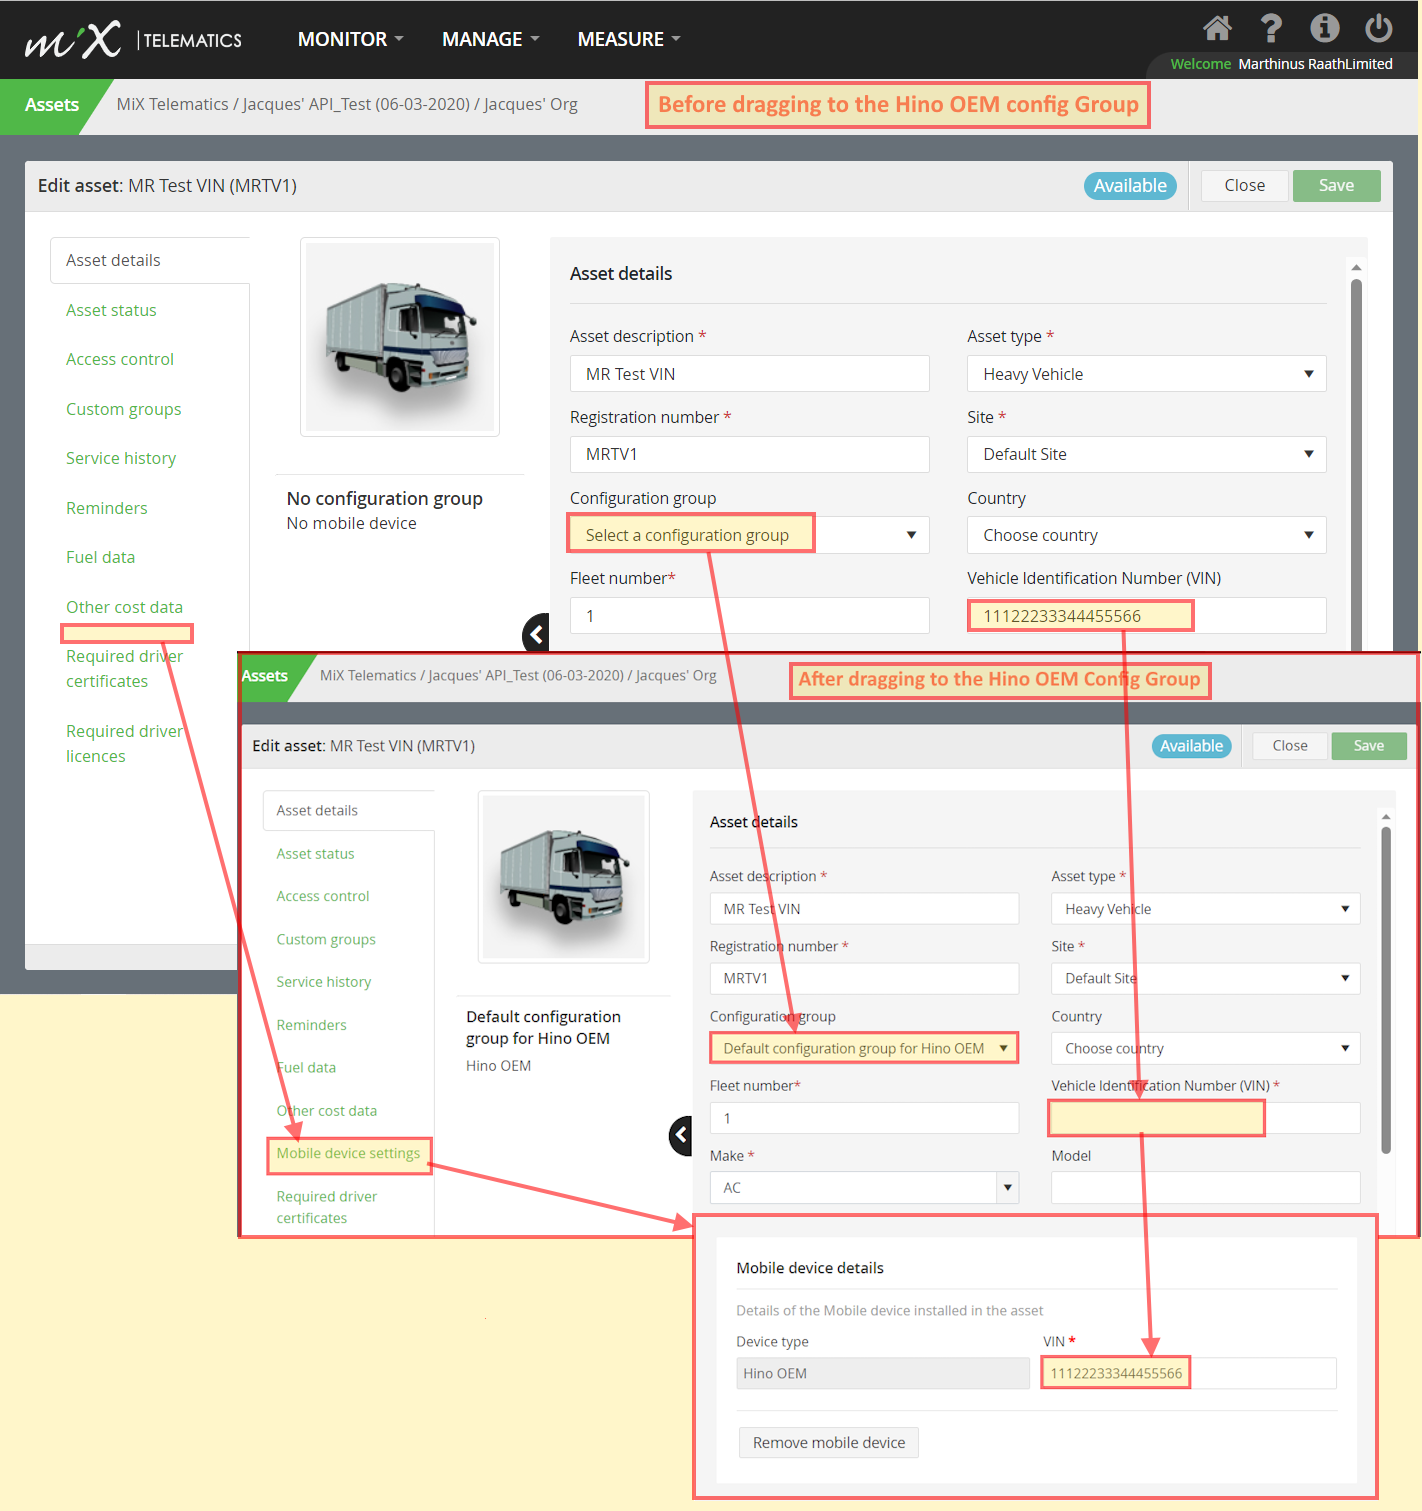 mix | TELEMATICS MONITOR MANAGE MEASURE
Welcome Marthinus RaathLimited
Assets MiX Telematics / Jacques' API_Test (06-03-2020) / Jacques' Org Before dragging to the Hino OEM config Group
Edit asset: MR Test VIN (MRTV1) Available Close Save
Asset details
Asset status
Access control
Custom groups
Service history
Reminders
Fuel data
Other cost data
Required driver
certificates
Required driver
licences
No configuration group
No mobile device
Asset details
Asset description * Asset type *
MR Test VIN Heavy Vehicle
Registration number * Site *
MRTV1 Default Site
Configuration group Country
Select a configuration group Choose country
Fleet number* Vehicle Identification Number (VIN)
1 11122233344455566
Assets MiX Telematics / Jacques' API_Test (06-03-2020) / Jacques' Org After dragging to the Hino OEM Config Group
Edit asset: MR Test VIN (MRTV1) Available Close Save
Asset details
Asset status
Access control
Custom groups
Service history
Reminders
Fuel data
Other cost data
Mobile device settings
Required driver
certificates
Default configuration
group for Hino OEM
Hino OEM
Asset details
Asset description * Asset type *
MR Test VIN Heavy Vehicle
Registration number * Site *
MRTV1 Default Site
Configuration group Country
Default configuration group for Hino OEM Choose country
Fleet number* Vehicle Identification Number (VIN) *
1
Make * Model
AC
Mobile device details
Details of the Mobile device installed in the asset
Device type VIN *
Hino OEM 11122233344455566
Remove mobile device